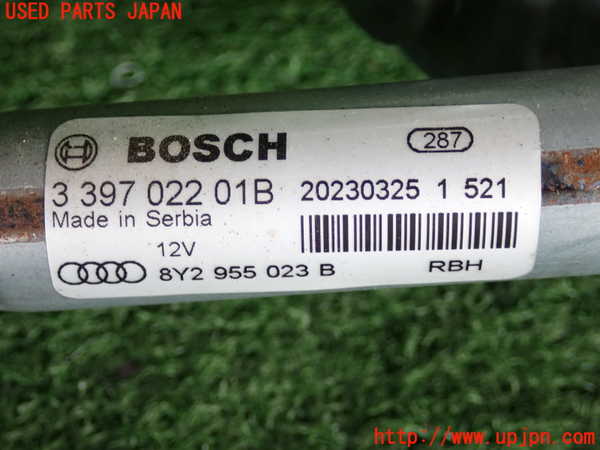 USED PARTS JAPAN
BOSCH
287
3 397 022 01B
20230325 1 521
Made in Serbia
12V
8Y2 955 023 B
RBH
http://www.upjpn.com